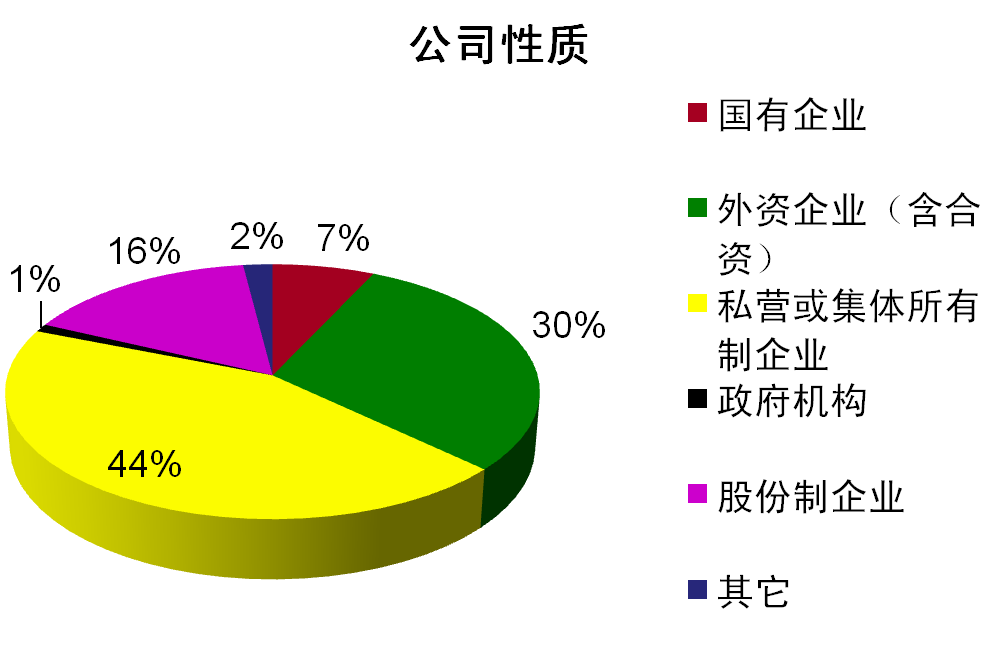 公司性质
国有企业
外资企业（含合
资）
私营或集体所有
制企业
政府机构
股份制企业
其它
2%
7%
16%
1%
30%
44%